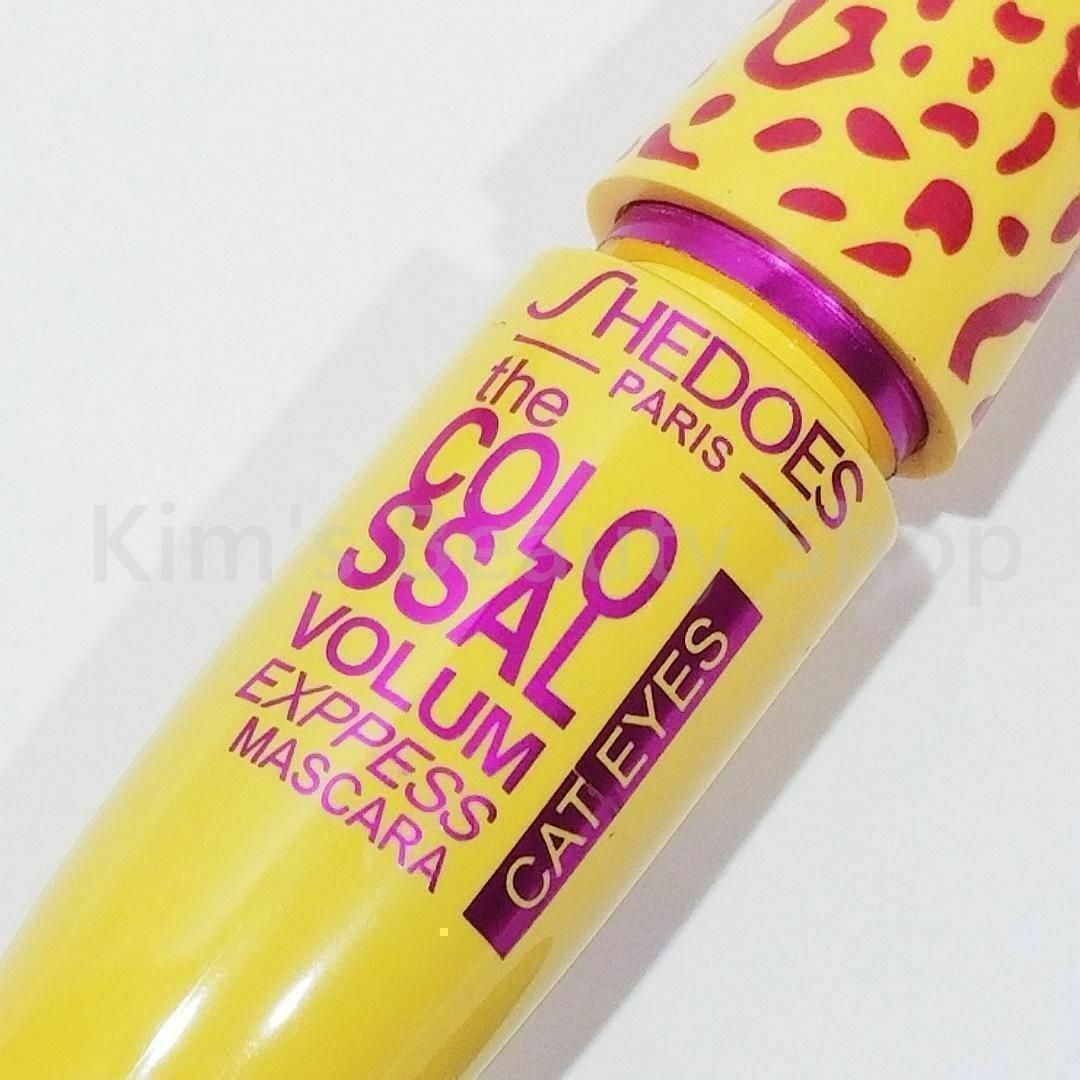 SHEDOES
PARIS
the
COLO
SSAL
VOLUM
EXPPESS
MASCARA
CAT EYES
Kim's Beauty Shop